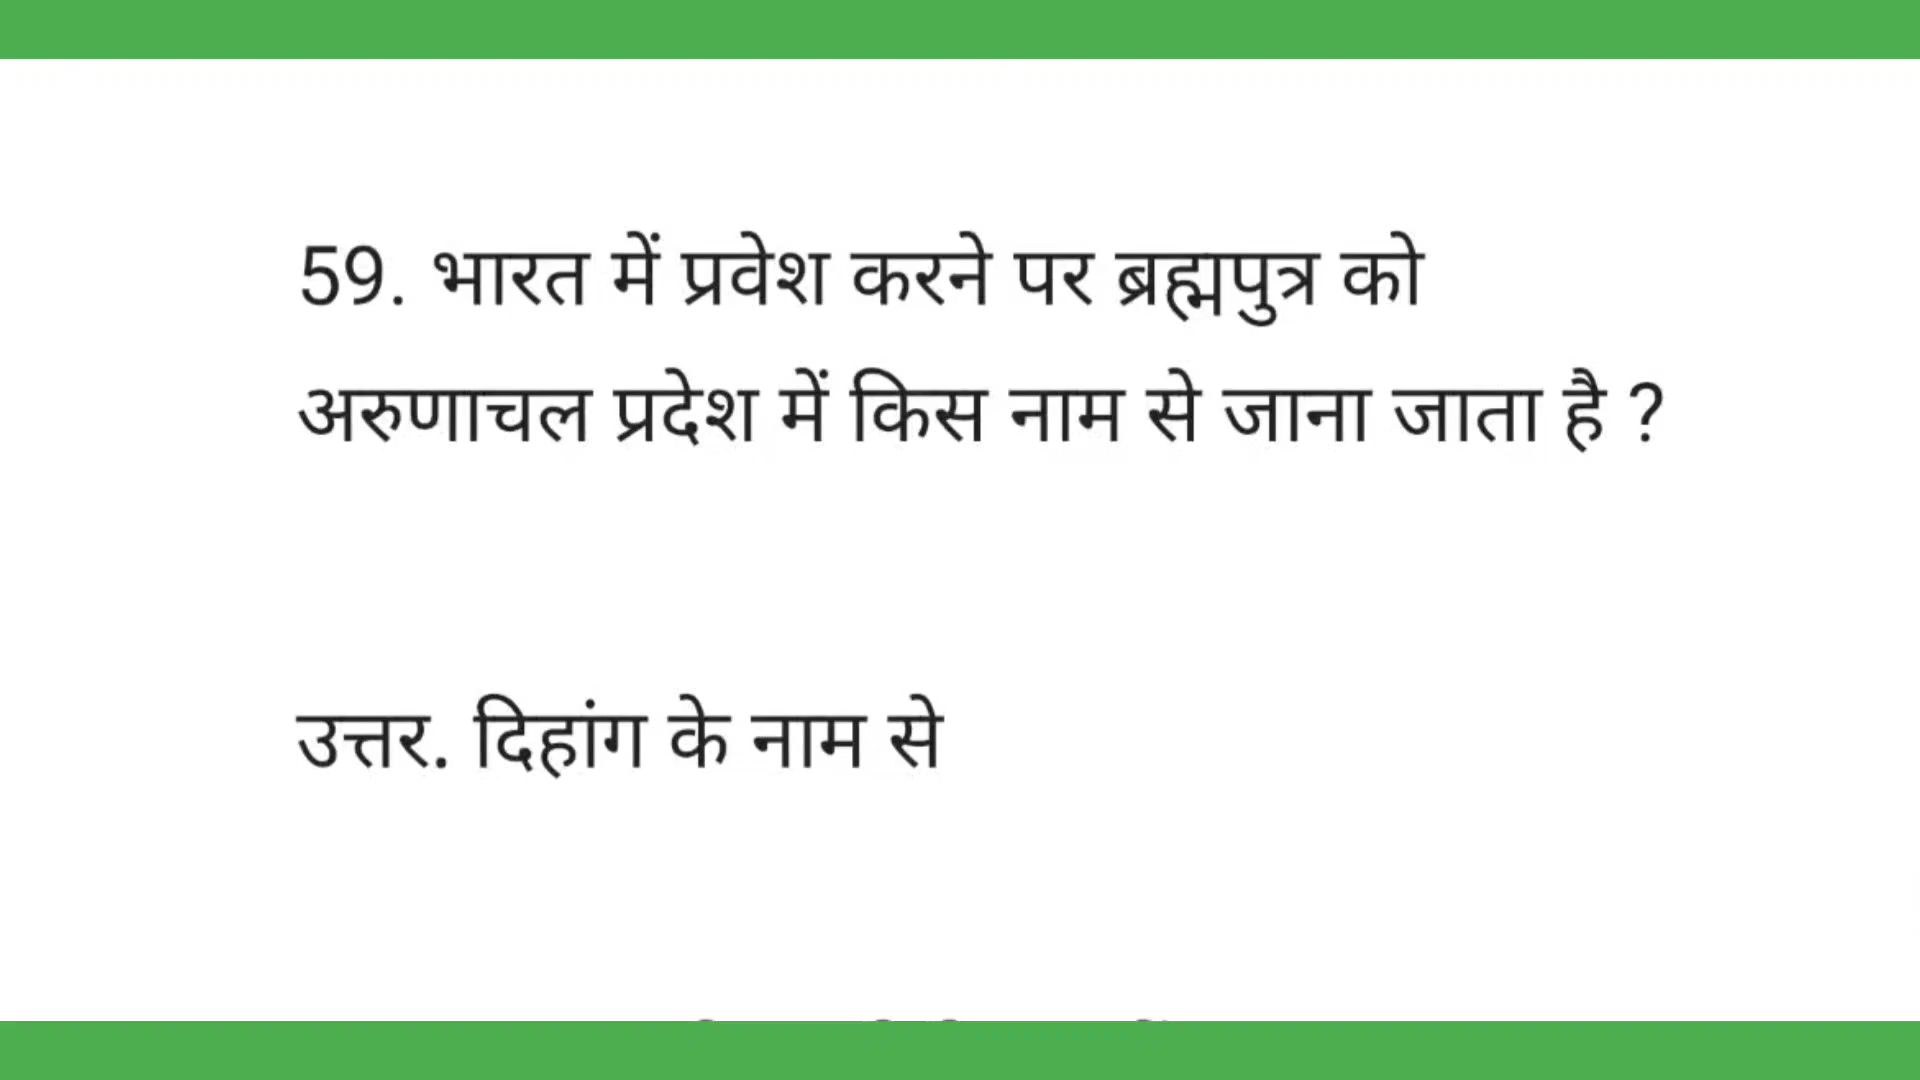 59. भारत में प्रवेश करने पर ब्रह्मपुत्र को
अरुणाचल प्रदेश में किस नाम से जाना जाता है ?
उत्तर. दिहांग के नाम से